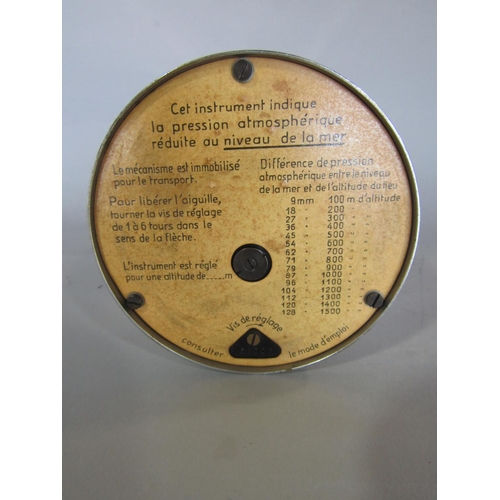 Cet instrument indique
la pression atmosphérique
réduite au niveau de la mer
Le mécanisme est immobilisé
pour le transport.
Pour libérer l'aiguille,
tourner la vis de réglage
de 1 à 6 tours dans le
sens de la flèche.
L'instrument est réglé
pour une altitude de......m
Différence de pression
atmosphérique entre le niveau
de la mer et de l'altitude du lieu
9 mm 100 m d'altitude
18 - 200 -
27 - 300 -
36 - 400 -
45 - 500 -
54 - 600 -
62 - 700 -
71 - 800 -
79 - 900 -
87 - 1000 -
96 - 1100 -
104 - 1200 -
112 - 1300 -
120 - 1400 -
128 - 1500 -
Vis de réglage
consulter le mode d'emploi